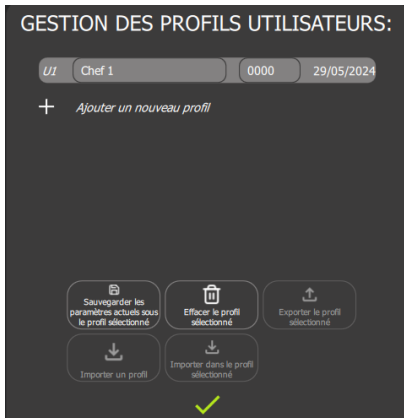 GESTION DES PROFILS UTILISATEURS:
U1 Chef 1 0000 29/05/2024
Ajouter un nouveau profil
Sauvegarder les
paramètres actuels sous
le profil sélectionné
Effacer le profil
sélectionné
Exporter le profil
sélectionné
Importer un profil
Importer dans le profil
sélectionné